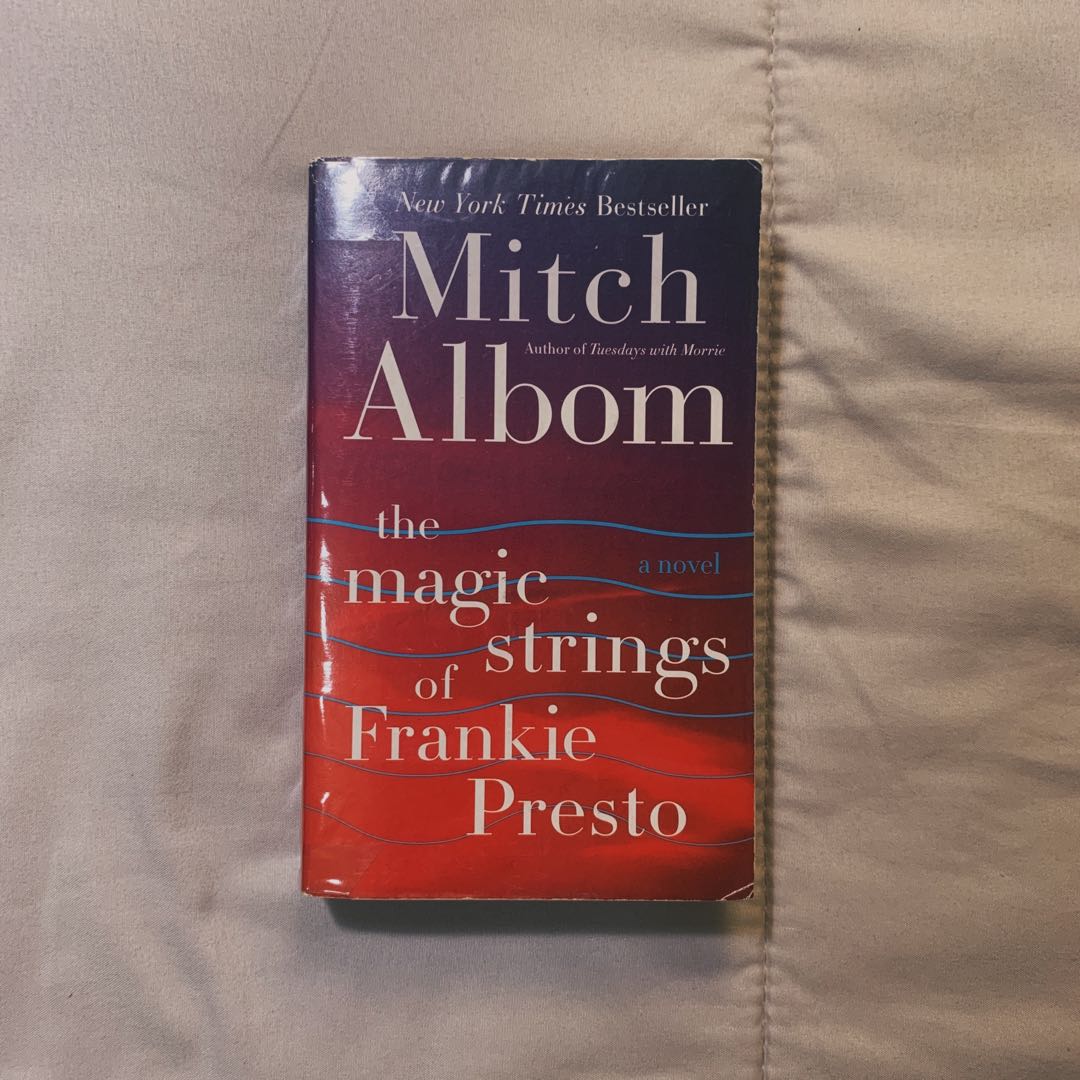 New York Times Bestseller
Mitch
Author of Tuesdays with Morrie
Albom
the
a novel
magic
strings
of
Frankie
Presto